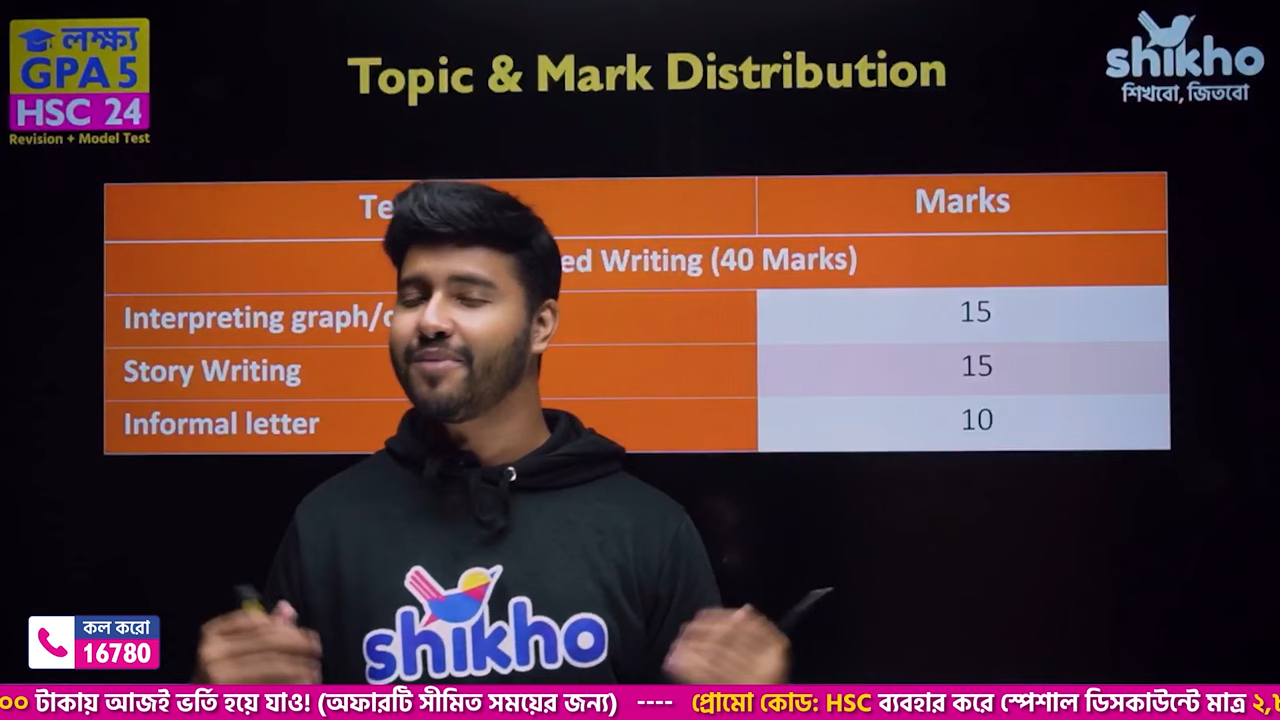 লক্ষ্য
GPA 5
HSC 24
Revision + Model Test
Topic & Mark Distribution
shikho
শিখবো, জিতবো
Marks
Writing (40 Marks)
Interpreting graph/
15
Story Writing
15
Informal letter
10
shikho
কল করো
16780
টাকায় আজই ভর্তি হয়ে যাও! (অফারটি সীমিত সময়ের জন্য) ---- প্রোমো কোড: HSC ব্যবহার করে স্পেশাল ডিসকাউন্টে মাত্র